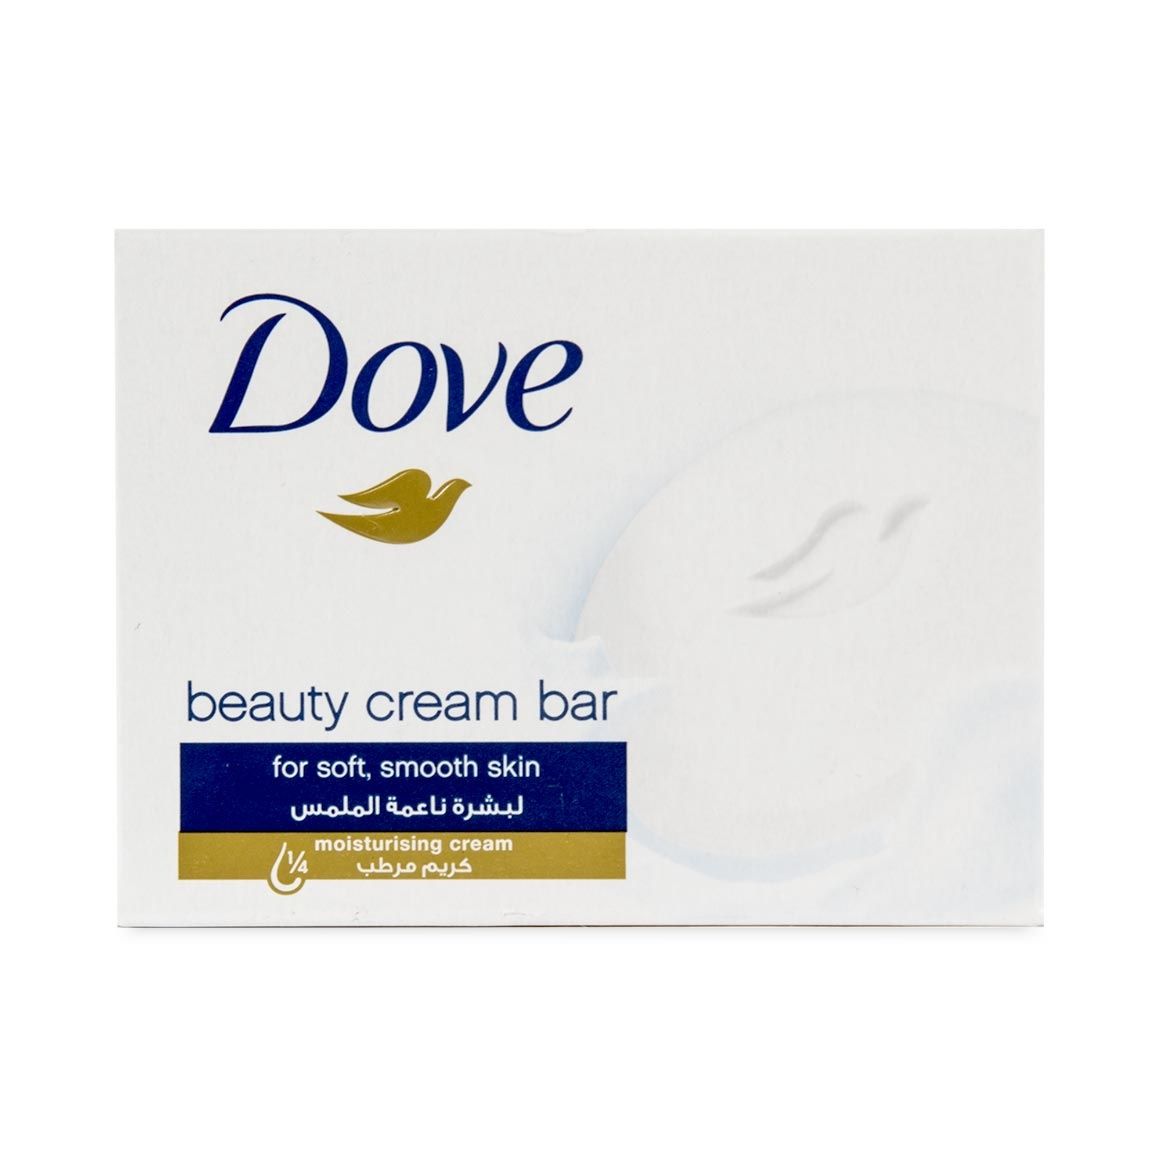 Dove
beauty cream bar
for soft, smooth skin
لبشرة ناعمة الملمس
¼ moisturising cream
كريم مرطب